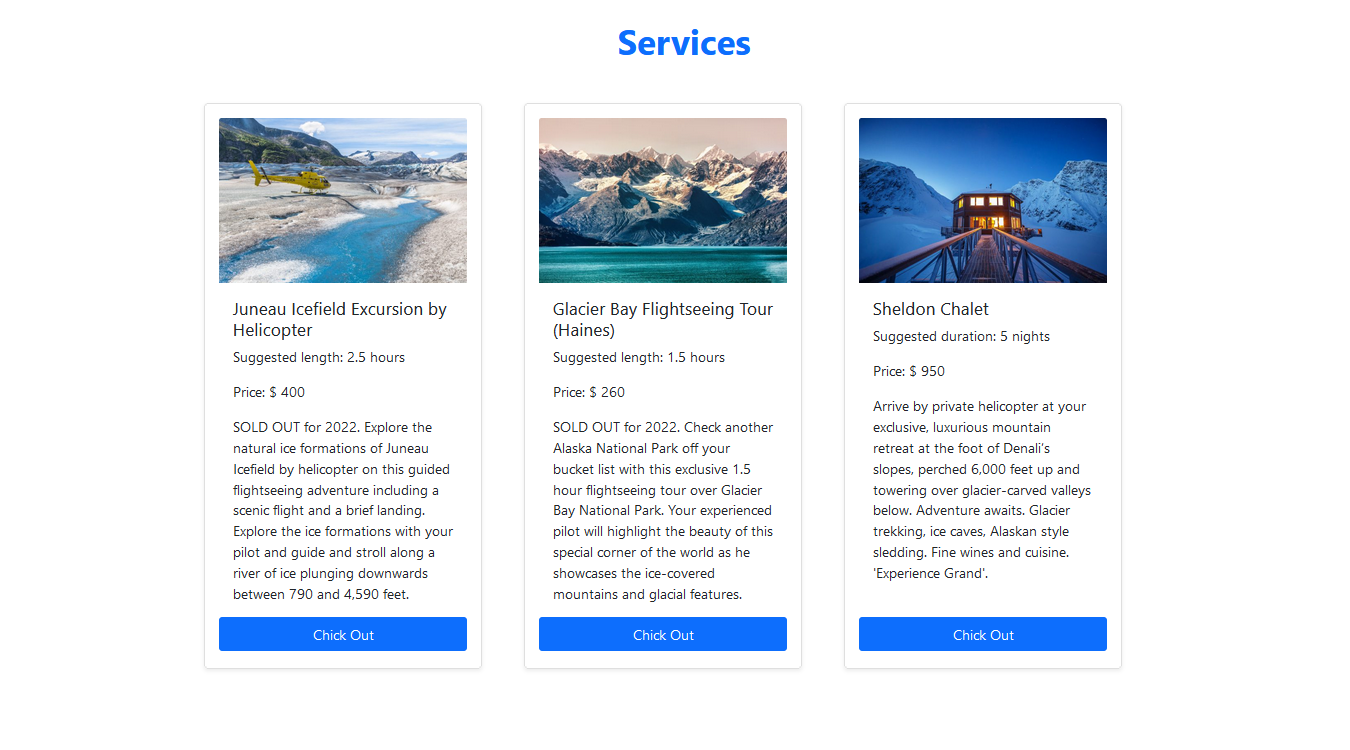 Services
Juneau Icefield Excursion by
Helicopter
Suggested length: 2.5 hours
Price: $ 400
SOLD OUT for 2022. Explore the
natural ice formations of Juneau
Icefield by helicopter on this guided
flightseeing adventure including a
scenic flight and a brief landing.
Explore the ice formations with your
pilot and guide and stroll along a
river of ice plunging downwards
between 790 and 4,590 feet.
Chick Out
Glacier Bay Flightseeing Tour
(Haines)
Suggested length: 1.5 hours
Price: $ 260
SOLD OUT for 2022. Check another
Alaska National Park off your
bucket list with this exclusive 1.5
hour flightseeing tour over Glacier
Bay National Park. Your experienced
pilot will highlight the beauty of this
special corner of the world as he
showcases the ice-covered
mountains and glacial features.
Chick Out
Sheldon Chalet
Suggested duration: 5 nights
Price: $ 950
Arrive by private helicopter at your
exclusive, luxurious mountain
retreat at the foot of Denali’s
slopes, perched 6,000 feet up and
towering over glacier-carved valleys
below. Adventure awaits. Glacier
trekking, ice caves, Alaskan style
sledding. Fine wines and cuisine.
'Experience Grand'.
Chick Out